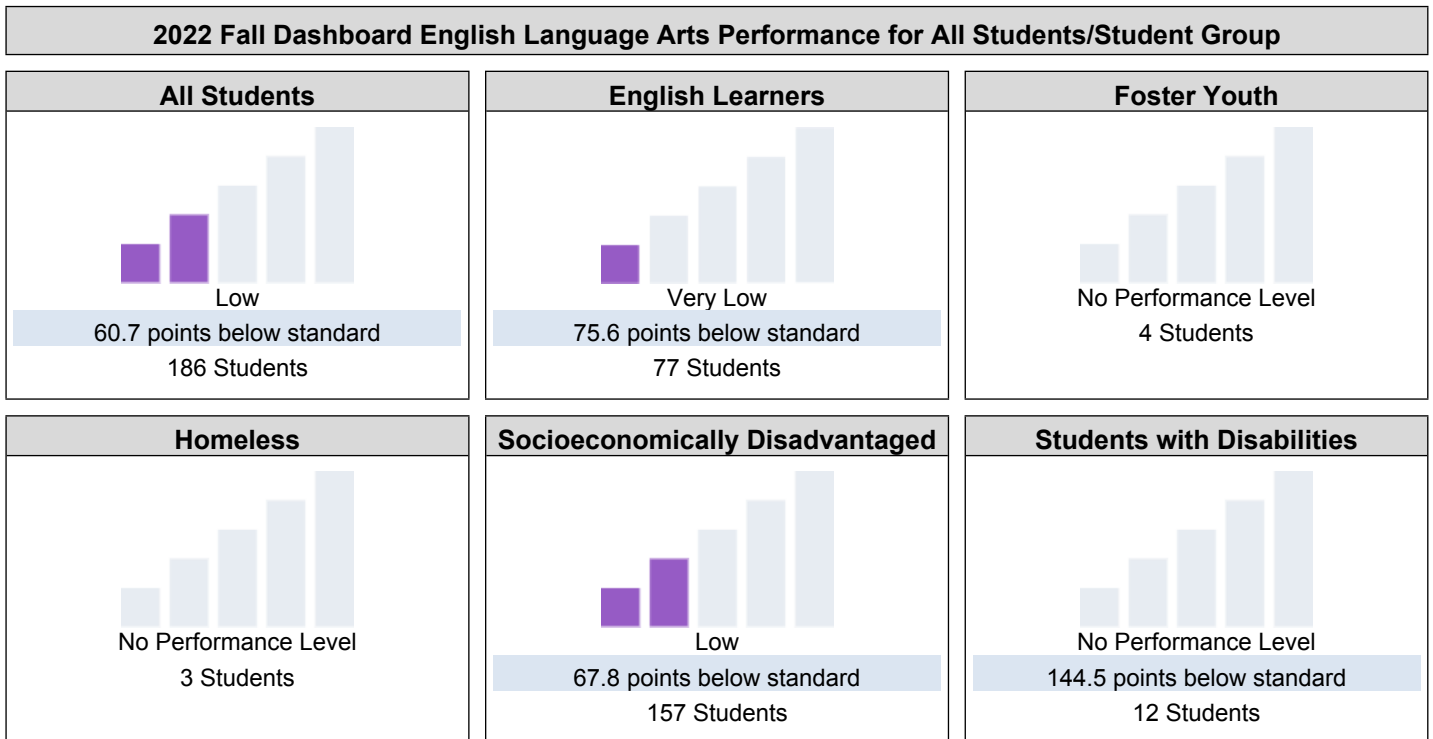 2022 Fall Dashboard English Language Arts Performance for All Students/Student Group
All Students
Low
60.7 points below standard
186 Students
English Learners
Very Low
75.6 points below standard
77 Students
Foster Youth
No Performance Level
4 Students
Homeless
No Performance Level
3 Students
Socioeconomically Disadvantaged
Low
67.8 points below standard
157 Students
Students with Disabilities
No Performance Level
144.5 points below standard
12 Students